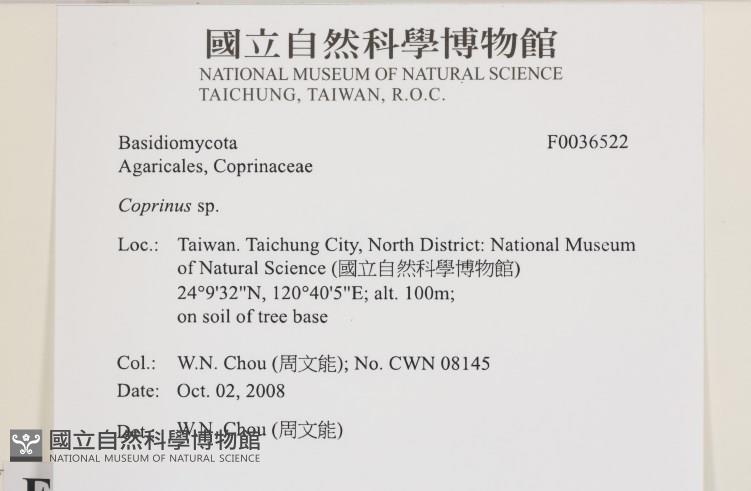 國立自然科學博物館
NATIONAL MUSEUM OF NATURAL SCIENCE
TAICHUNG, TAIWAN, R.O.C.
Basidiomycota F0036522
Agaricales, Coprinaceae
Coprinus sp.
Loc.: Taiwan. Taichung City, North District: National Museum
of Natural Science (國立自然科學博物館)
24°9'32"N, 120°40'5"E; alt. 100m;
on soil of tree base
Col.: W.N. Chou (周文能); No. CWN 08145
Date: Oct. 02, 2008
Det.: W.N. Chou (周文能)
國立自然科學博物館
NATIONAL MUSEUM OF NATURAL SCIENCE